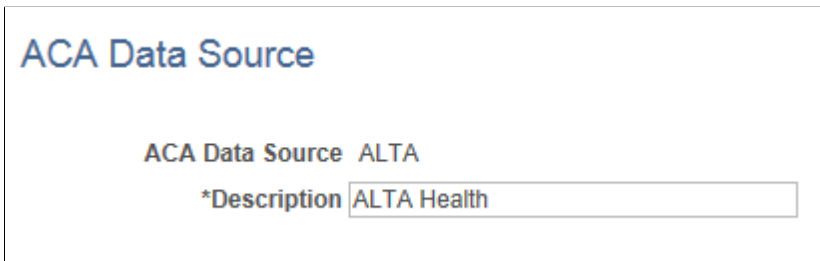 ACA Data Source
ACA Data Source ALTA
*Description ALTA Health